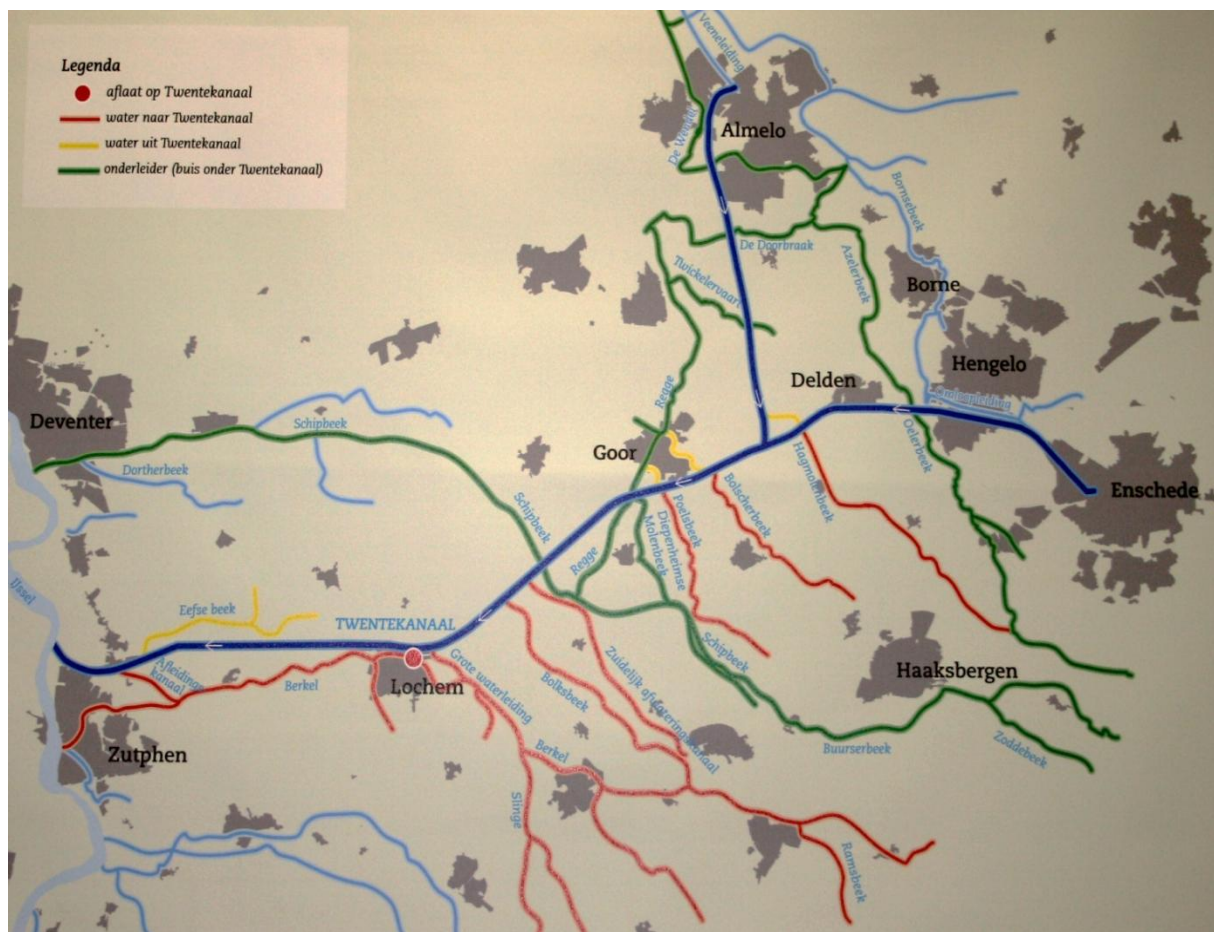 Legenda
aflaat op Twentekanaal
water naar Twentekanaal
water uit Twentekanaal
onderleider (buis onder Twentekanaal)
Veeneleiding
Almelo
De Doorbraak
Bornsebeek
Azelerbeek
Twickelervaart
Borne
Hengelo
Delden
Regge
Deventer
Schipbeek
Dortherbeek
Goor
Oelerbeek
Enschede
Hagmolenbeek
Bolscherbeek
Poelsbeek
Diepenheimse
Molenbeek
Schipbeek
Regge
IJssel
Eefse beek
TWENTEKANAAL
Schipbeek
Haaksbergen
Afleidings
kanaal
Berkel
Lochem
Grote waterleiding
Bolksbeek
Zuidelijk afwateringskanaal
Zutphen
Berkel
Buurserbeek
Zoddebeek
Slinge
Ramsbeek